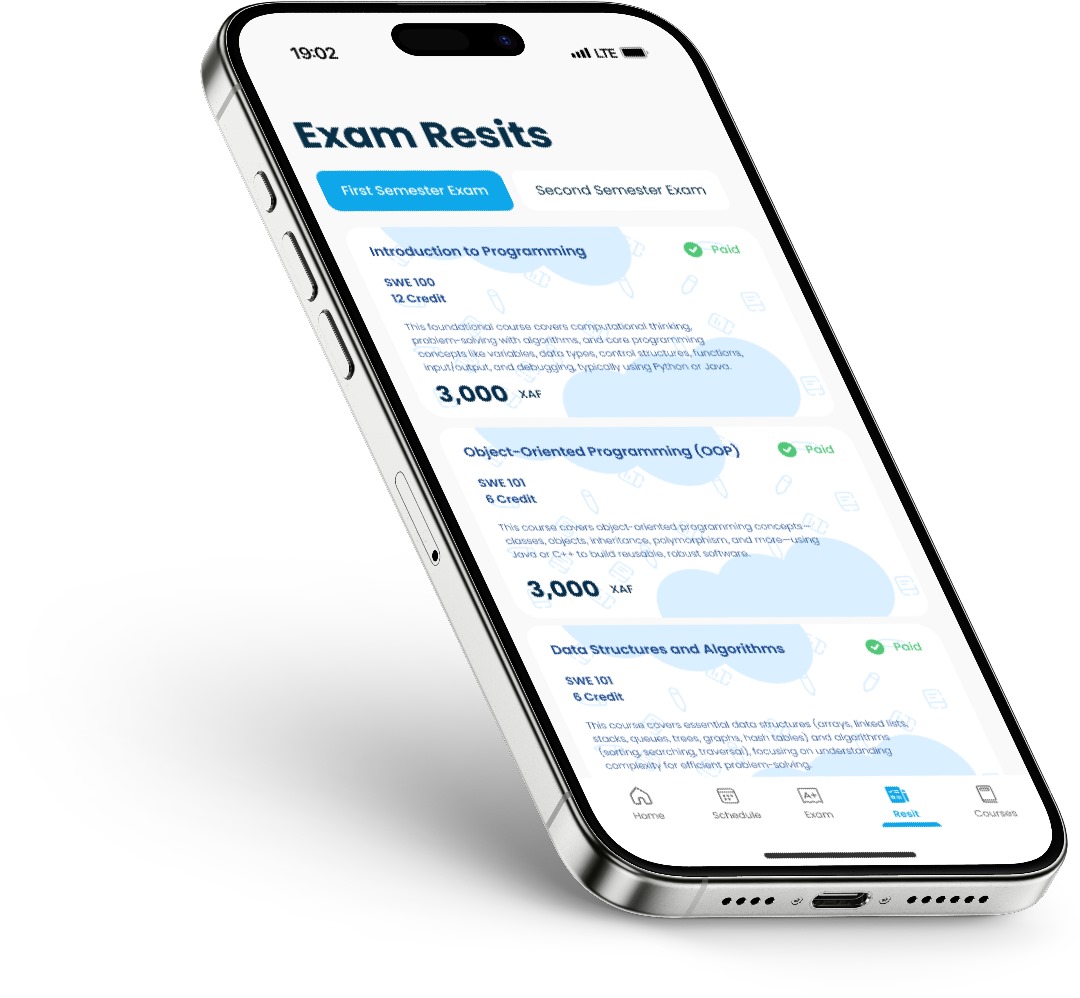 19:02
LTE
Exam Resits
First Semester Exam
Second Semester Exam
Introduction to Programming
Paid
SWE 100
12 Credit
This foundational course covers computational thinking,
problem-solving with algorithms, and core programming
concepts like variables, data types, control structures, functions,
input/output, and debugging, typically using Python or Java.
3,000 XAF
Object-Oriented Programming (OOP)
Paid
SWE 101
6 Credit
This course covers object-oriented programming concepts—
classes, objects, inheritance, polymorphism, and more—using
Java or C++ to build reusable, robust software.
3,000 XAF
Data Structures and Algorithms
Paid
SWE 101
6 Credit
This course covers essential data structures (arrays, linked lists,
stacks, queues, trees, graphs, hash tables) and algorithms
(sorting, searching, traversal), focusing on understanding
complexity for efficient problem-solving.
A+
Home
Schedule
Exam
Resit
Courses